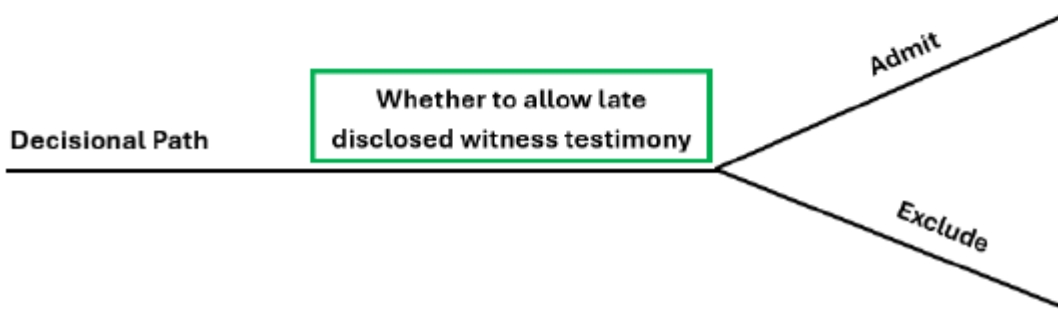 Decisional Path
Whether to allow late
disclosed witness testimony
Admit
Exclude